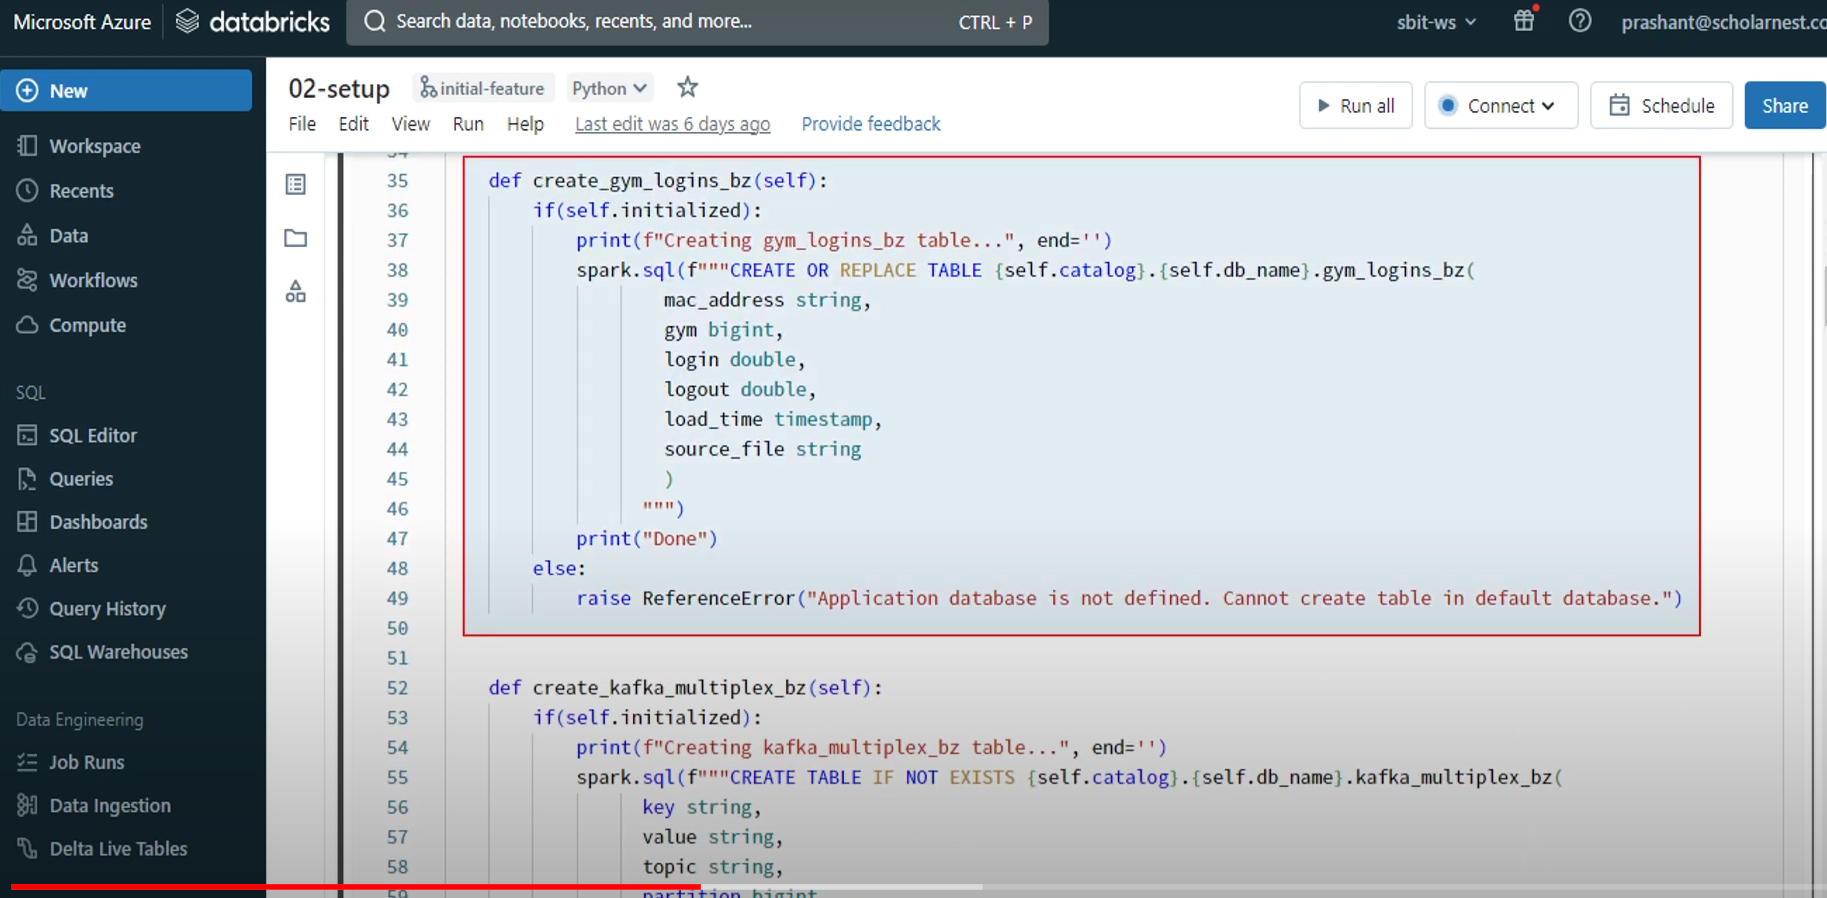 Microsoft Azure databricks Search data, notebooks, recents, and more... CTRL + P sbit-ws prashant@scholarnest.co
New
Workspace
Recents
Data
Workflows
Compute
SQL
SQL Editor
Queries
Dashboards
Alerts
Query History
SQL Warehouses
Data Engineering
Job Runs
Data Ingestion
Delta Live Tables
02-setup initial-feature Python
File Edit View Run Help Last edit was 6 days ago Provide feedback
Run all Connect Schedule Share
34
35 def create_gym_logins_bz(self):
36 if(self.initialized):
37 print(f"Creating gym_logins_bz table...", end='')
38 spark.sql(f"""CREATE OR REPLACE TABLE {self.catalog}.{self.db_name}.gym_logins_bz(
39 mac_address string,
40 gym bigint,
41 login double,
42 logout double,
43 load_time timestamp,
44 source_file string
45 )
46 """)
47 print("Done")
48 else:
49 raise ReferenceError("Application database is not defined. Cannot create table in default database.")
50
51
52 def create_kafka_multiplex_bz(self):
53 if(self.initialized):
54 print(f"Creating kafka_multiplex_bz table...", end='')
55 spark.sql(f"""CREATE TABLE IF NOT EXISTS {self.catalog}.{self.db_name}.kafka_multiplex_bz(
56 key string,
57 value string,
58 topic string,
59 partition bigint